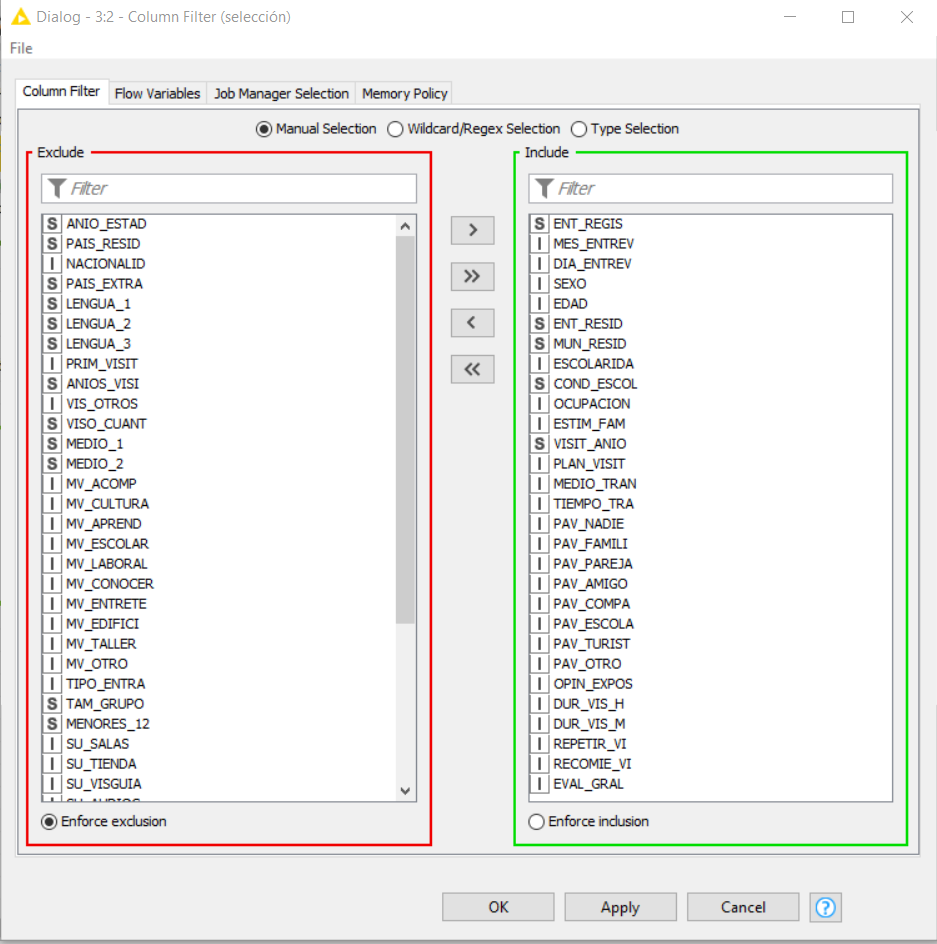 Dialog - 3:2 - Column Filter (selección)
File
Column Filter
Flow Variables
Job Manager Selection
Memory Policy
Manual Selection
Wildcard/Regex Selection
Type Selection
Exclude
Filter
S ANIO_ESTAD
S PAIS_RESID
I NACIONALID
S PAIS_EXTRA
S LENGUA_1
S LENGUA_2
S LENGUA_3
I PRIM_VISIT
S ANIOS_VISI
I VIS_OTROS
S VISO_CUANT
S MEDIO_1
S MEDIO_2
I MV_ACOMP
I MV_CULTURA
I MV_APREND
I MV_ESCOLAR
I MV_LABORAL
I MV_CONOCER
I MV_ENTRETE
I MV_EDIFICI
I MV_TALLER
I MV_OTRO
I TIPO_ENTRA
S TAM_GRUPO
S MENORES_12
I SU_SALAS
I SU_TIENDA
I SU_VISGUIA
Enforce exclusion
>
>>
<
<<
Include
Filter
S ENT_REGIS
I MES_ENTREV
I DIA_ENTREV
I SEXO
I EDAD
S ENT_RESID
S MUN_RESID
I ESCOLARIDA
S COND_ESCOL
I OCUPACION
I ESTIM_FAM
S VISIT_ANIO
I PLAN_VISIT
I MEDIO_TRAN
I TIEMPO_TRA
I PAV_NADIE
I PAV_FAMILI
I PAV_PAREJA
I PAV_AMIGO
I PAV_COMPA
I PAV_ESCOLA
I PAV_TURIST
I PAV_OTRO
I OPIN_EXPOS
I DUR_VIS_H
I DUR_VIS_M
I REPETIR_VI
I RECOMIE_VI
I EVAL_GRAL
Enforce inclusion
OK
Apply
Cancel
?